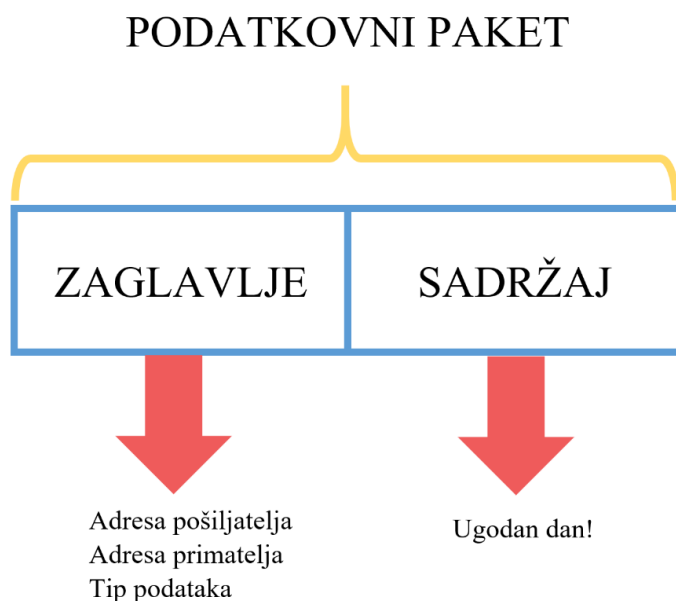 PODATKOVNI PAKET
ZAGLAVLJE
SADRŽAJ
Adresa pošiljatelja
Adresa primatelja
Tip podataka
Ugodan dan!